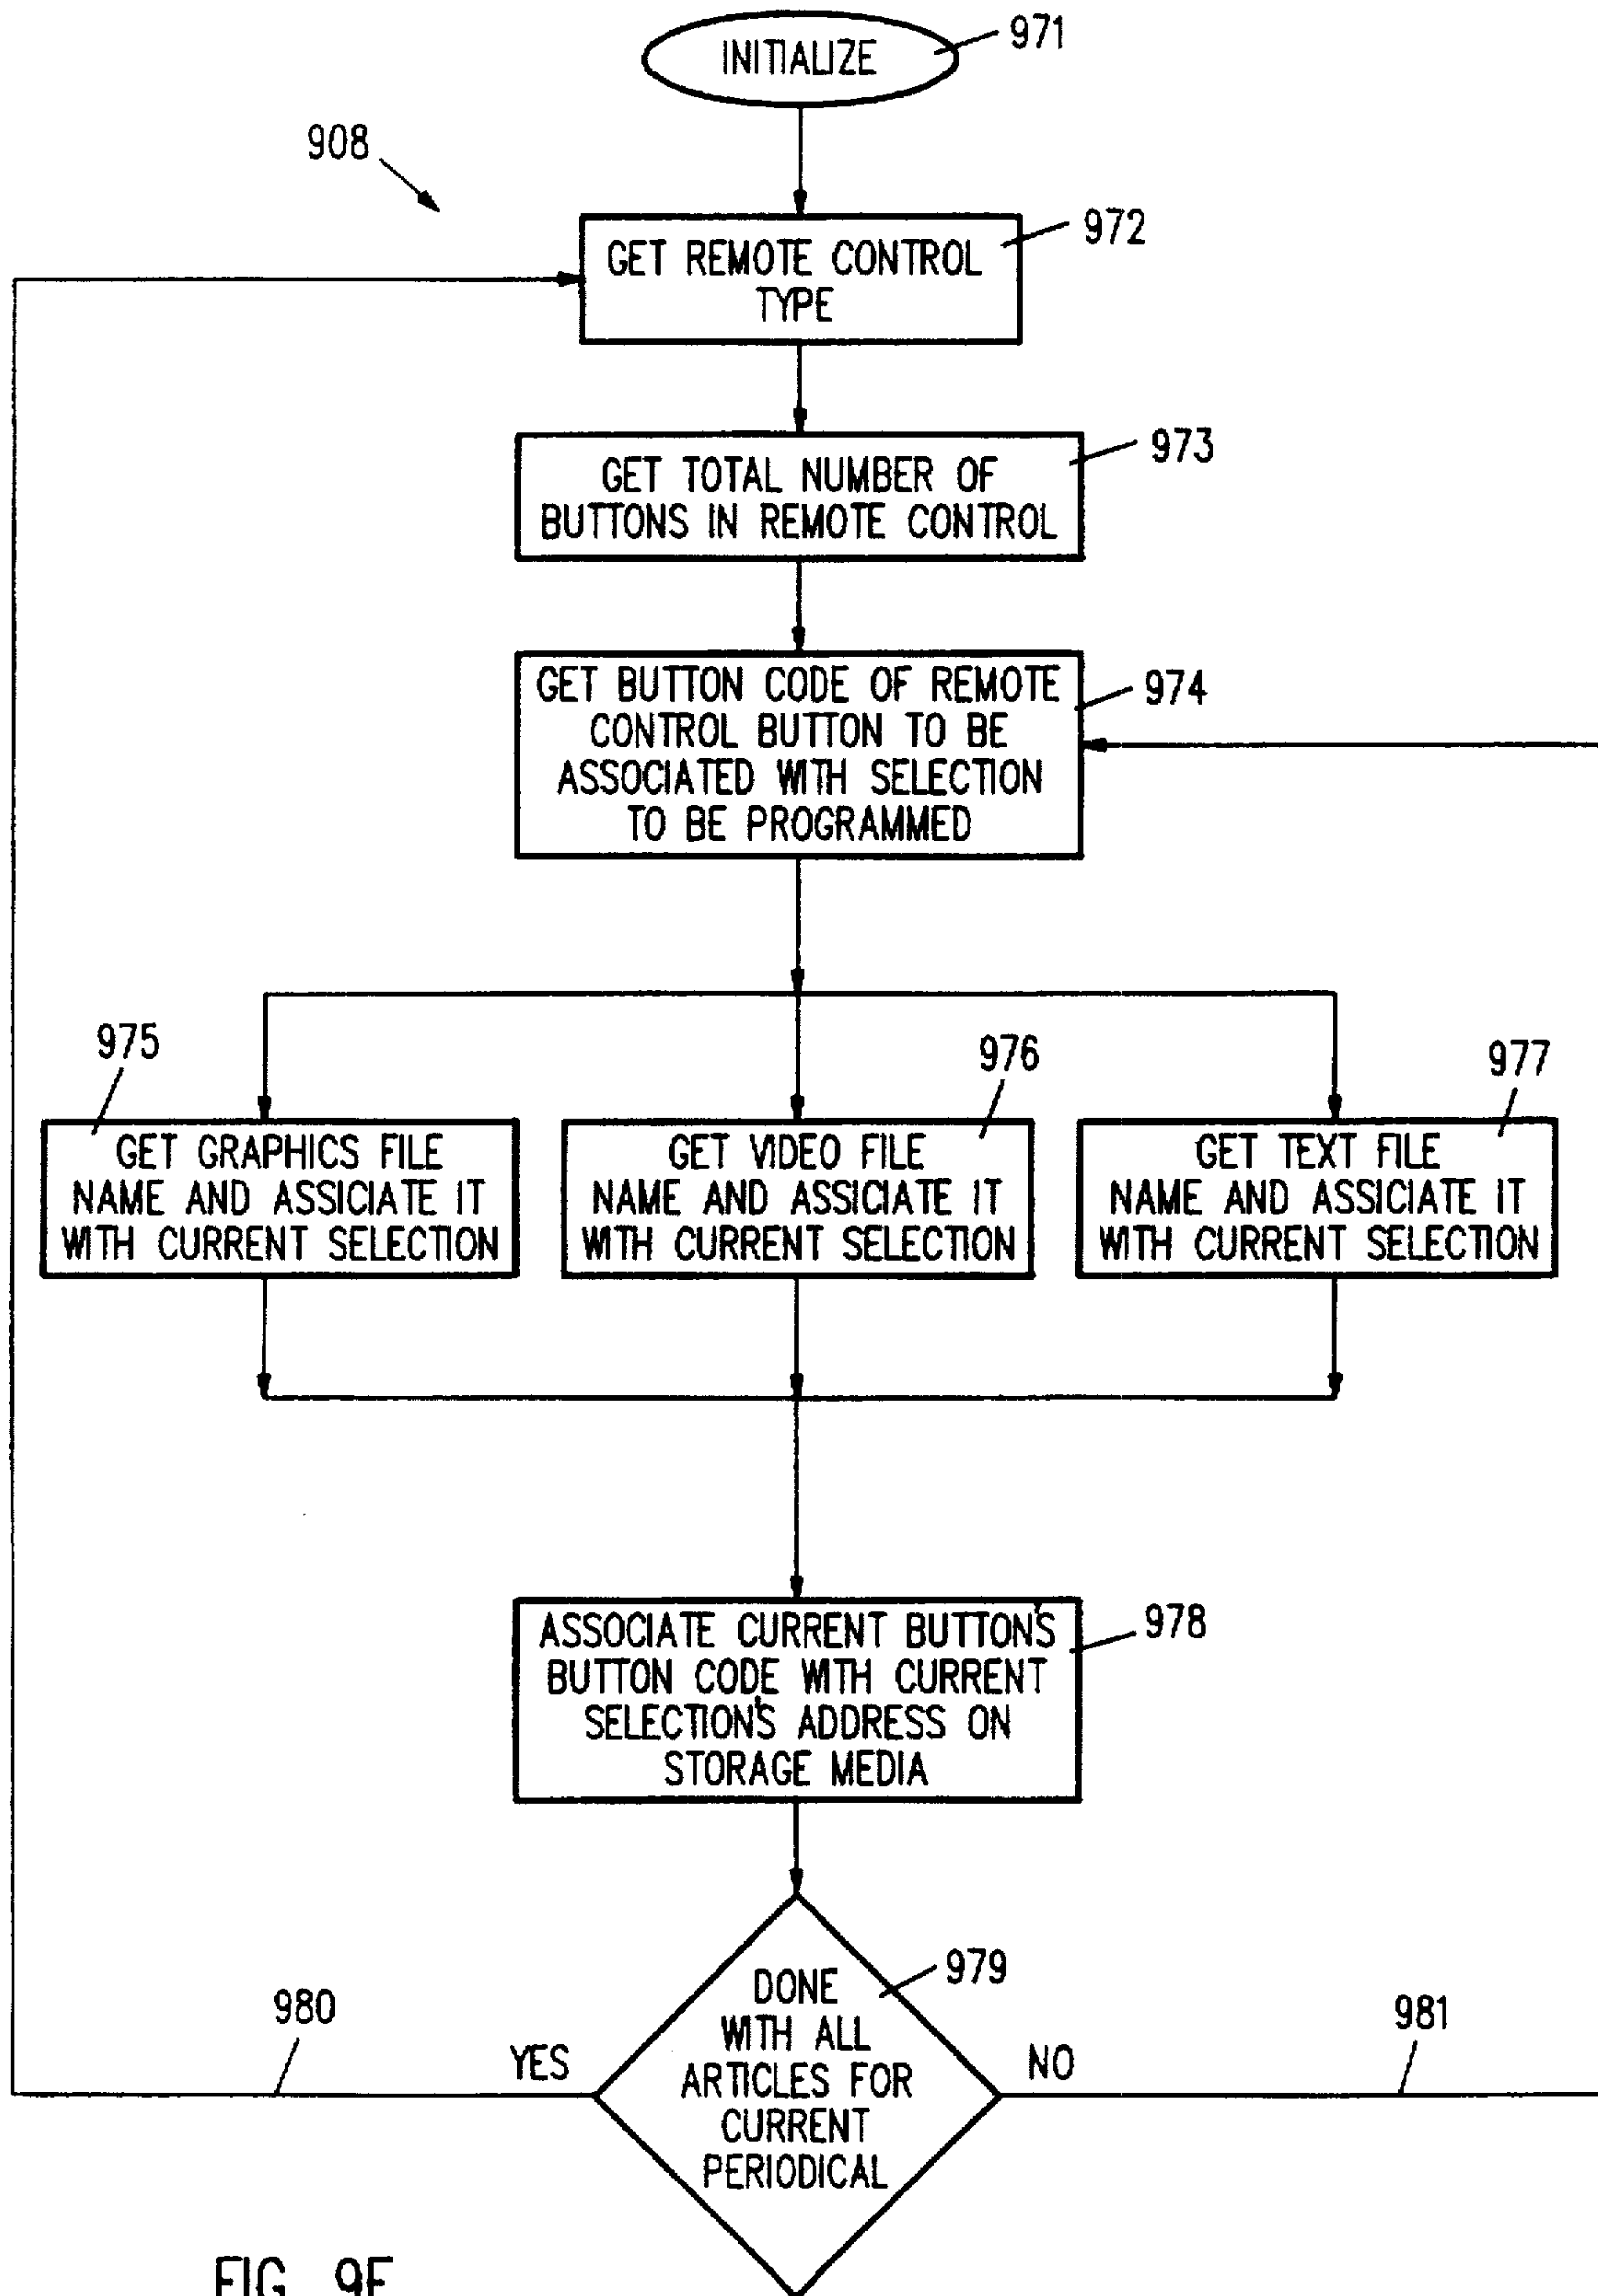 INITIALIZE
971
908
GET REMOTE CONTROL
TYPE
972
GET TOTAL NUMBER OF
BUTTONS IN REMOTE CONTROL
973
GET BUTTON CODE OF REMOTE
CONTROL BUTTON TO BE
ASSOCIATED WITH SELECTION
TO BE PROGRAMMED
974
975
GET GRAPHICS FILE
NAME AND ASSICIATE IT
WITH CURRENT SELECTION
976
GET VIDEO FILE
NAME AND ASSICIATE IT
WITH CURRENT SELECTION
977
GET TEXT FILE
NAME AND ASSICIATE IT
WITH CURRENT SELECTION
ASSOCIATE CURRENT BUTTON'S
BUTTON CODE WITH CURRENT
SELECTION'S ADDRESS ON
STORAGE MEDIA
978
DONE
WITH ALL
ARTICLES FOR
CURRENT
PERIODICAL
979
980
YES
NO
981